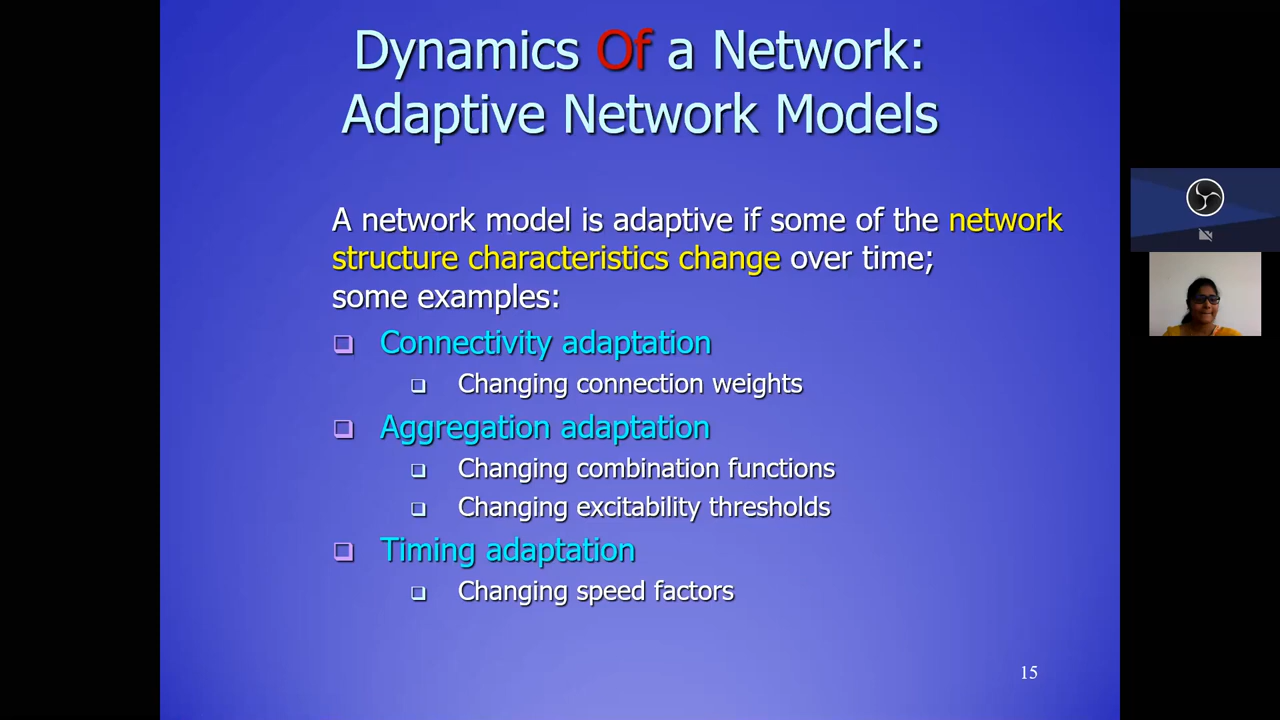 Dynamics Of a Network:
Adaptive Network Models
A network model is adaptive if some of the network
structure characteristics change over time;
some examples:
Connectivity adaptation
Changing connection weights
Aggregation adaptation
Changing combination functions
Changing excitability thresholds
Timing adaptation
Changing speed factors
15